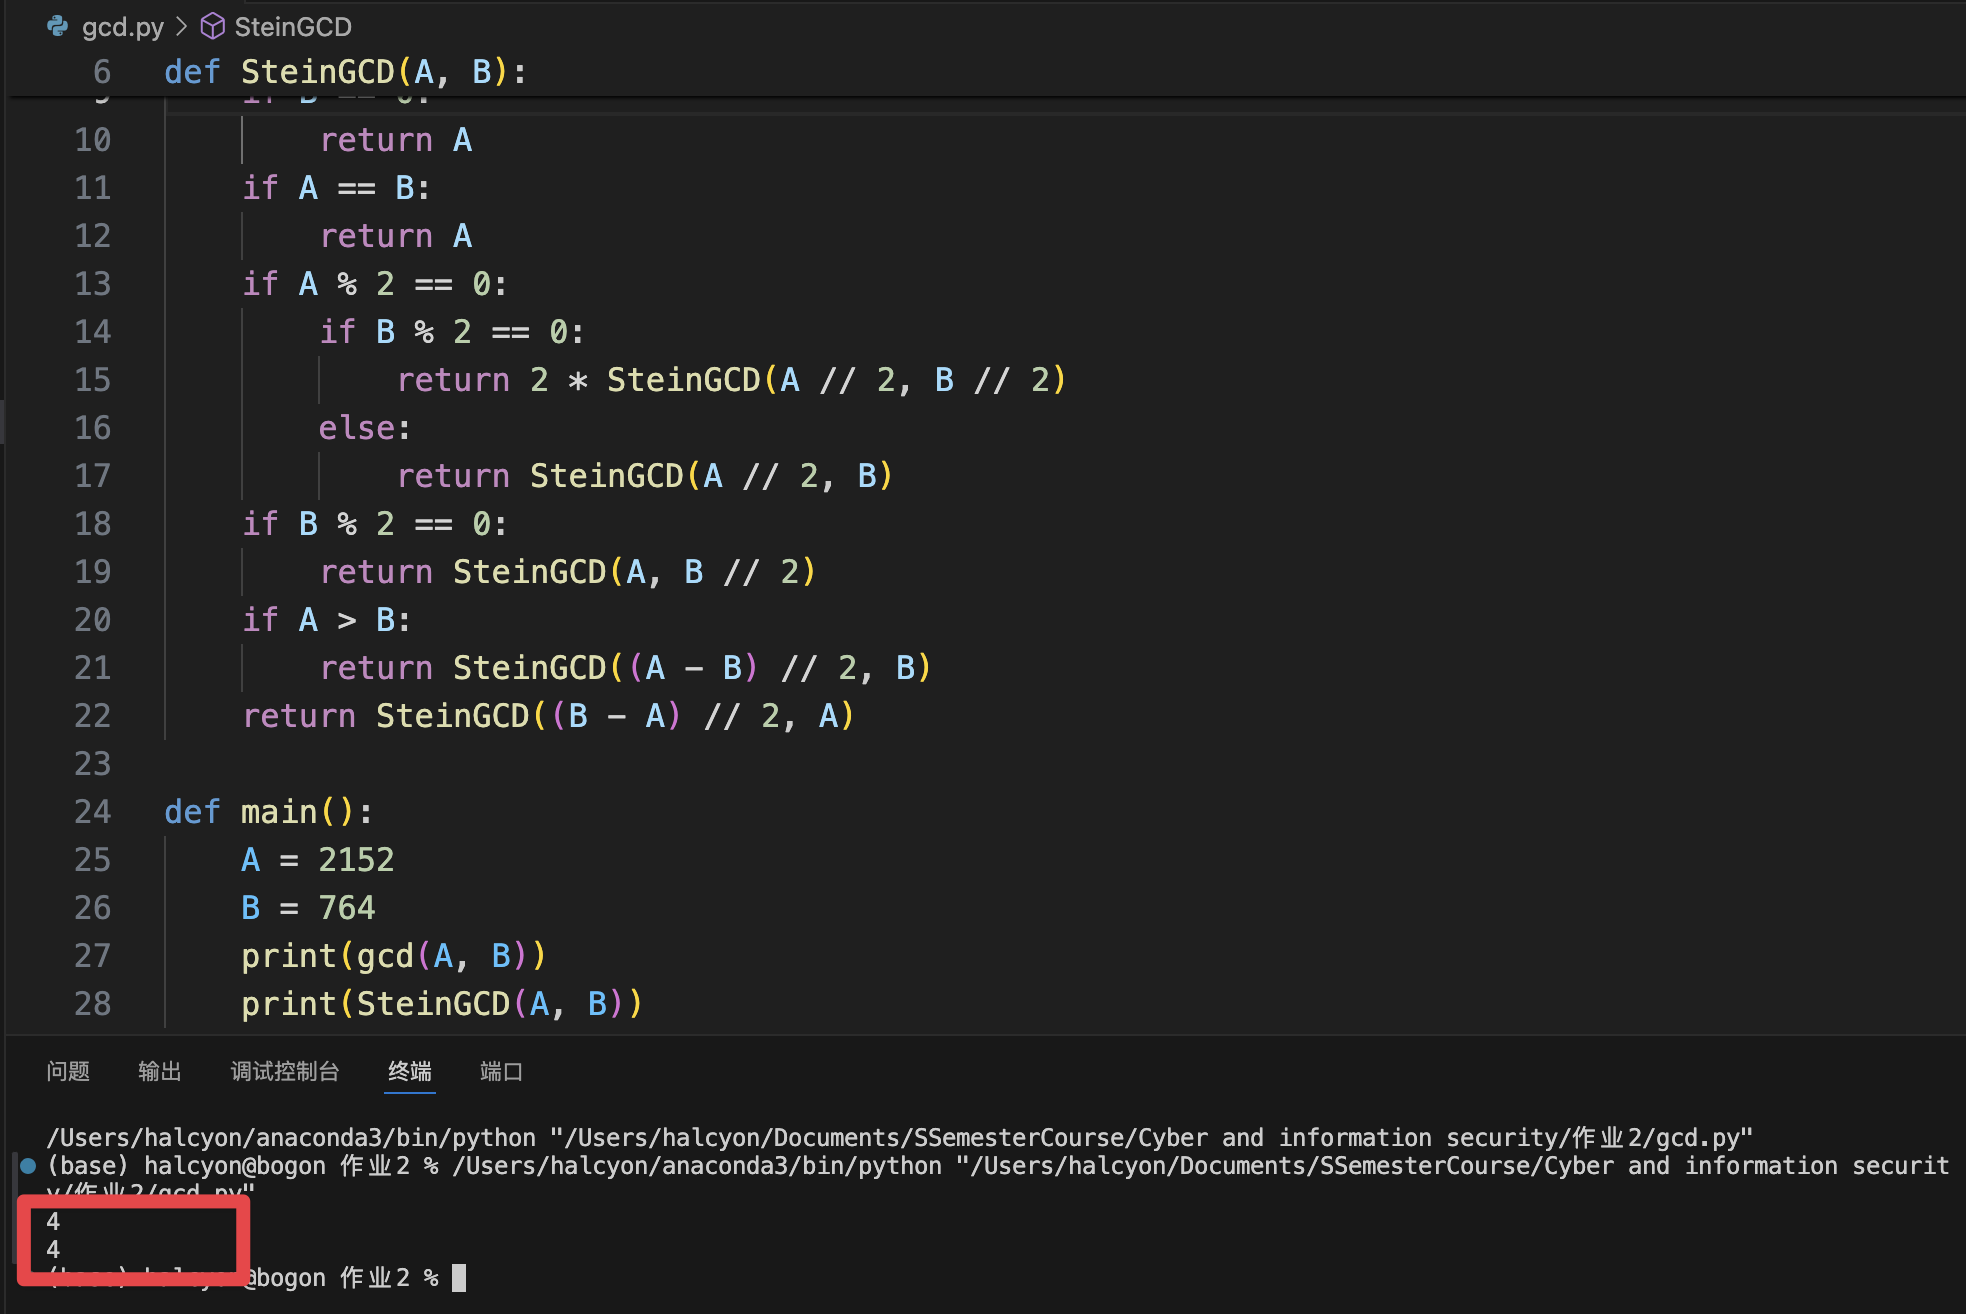 gcd.py > SteinGCD
6 def SteinGCD(A, B):
9 if B == 0:
10 return A
11 if A == B:
12 return A
13 if A % 2 == 0:
14 if B % 2 == 0:
15 return 2 * SteinGCD(A // 2, B // 2)
16 else:
17 return SteinGCD(A // 2, B)
18 if B % 2 == 0:
19 return SteinGCD(A, B // 2)
20 if A > B:
21 return SteinGCD((A - B) // 2, B)
22 return SteinGCD((B - A) // 2, A)
23
24 def main():
25 A = 2152
26 B = 764
27 print(gcd(A, B))
28 print(SteinGCD(A, B))
问题 输出 调试控制台 终端 端口
/Users/halcyon/anaconda3/bin/python "/Users/halcyon/Documents/SSemesterCourse/Cyber and information security/作业2/gcd.py"
(base) halcyon@bogon 作业2 % /Users/halcyon/anaconda3/bin/python "/Users/halcyon/Documents/SSemesterCourse/Cyber and information securit
y/作业2/gcd.py"
4
4
(base) halcyon@bogon 作业2 %